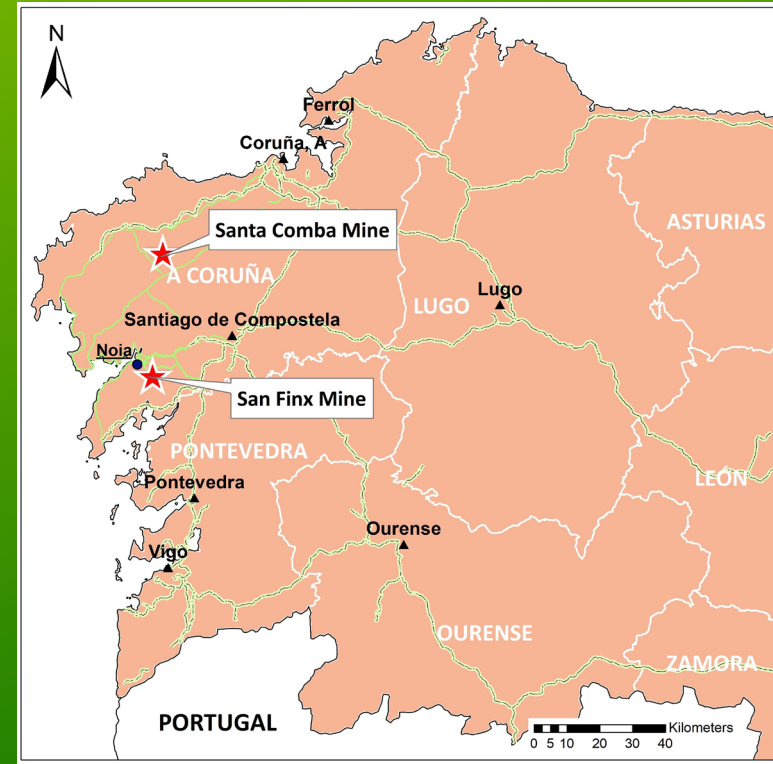 N
Ferrol
Coruña, A
Santa Comba Mine
ASTURIAS
A CORUÑA
LUGO
Lugo
Santiago de Compostela
Noia
San Finx Mine
PONTEVEDRA
LEÓN
Pontevedra
Ourense
Vigo
OURENSE
ZAMORA
PORTUGAL
Kilometers
0 5 10 20 30 40